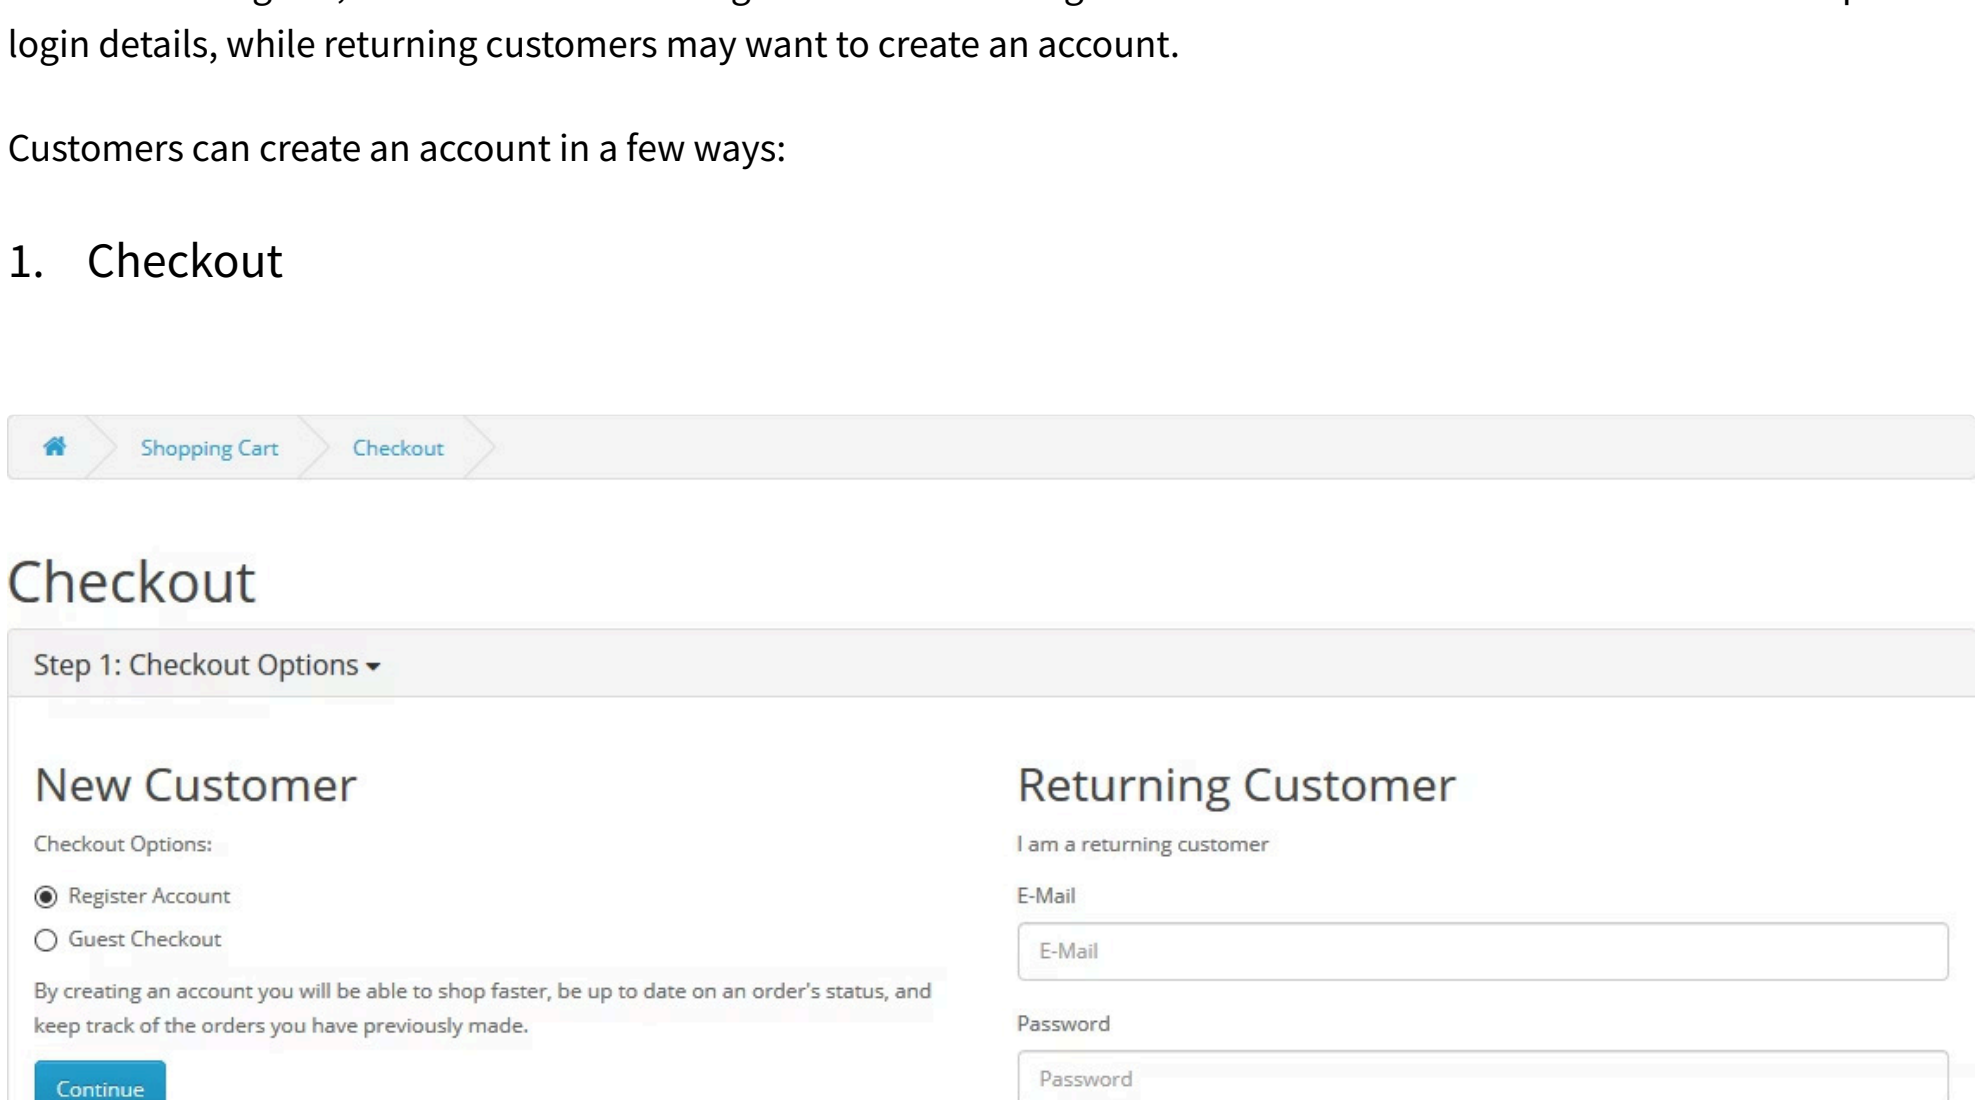 login details, while returning customers may want to create an account.
Customers can create an account in a few ways:
1. Checkout
Shopping Cart
Checkout
Checkout
Step 1: Checkout Options
New Customer
Checkout Options:
Register Account
Guest Checkout
By creating an account you will be able to shop faster, be up to date on an order's status, and
keep track of the orders you have previously made.
Continue
Returning Customer
I am a returning customer
E-Mail
E-Mail
Password
Password